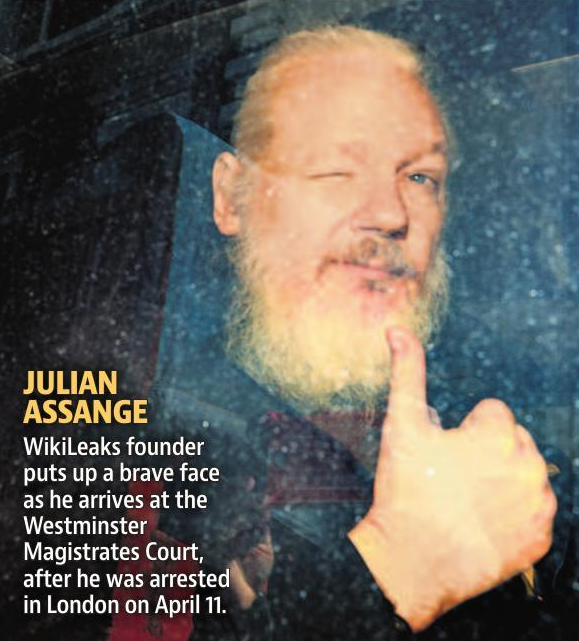 JULIAN
ASSANGE
WikiLeaks founder
puts up a brave face
as he arrives at the
Westminster
Magistrates Court,
after he was arrested
in London on April 11.